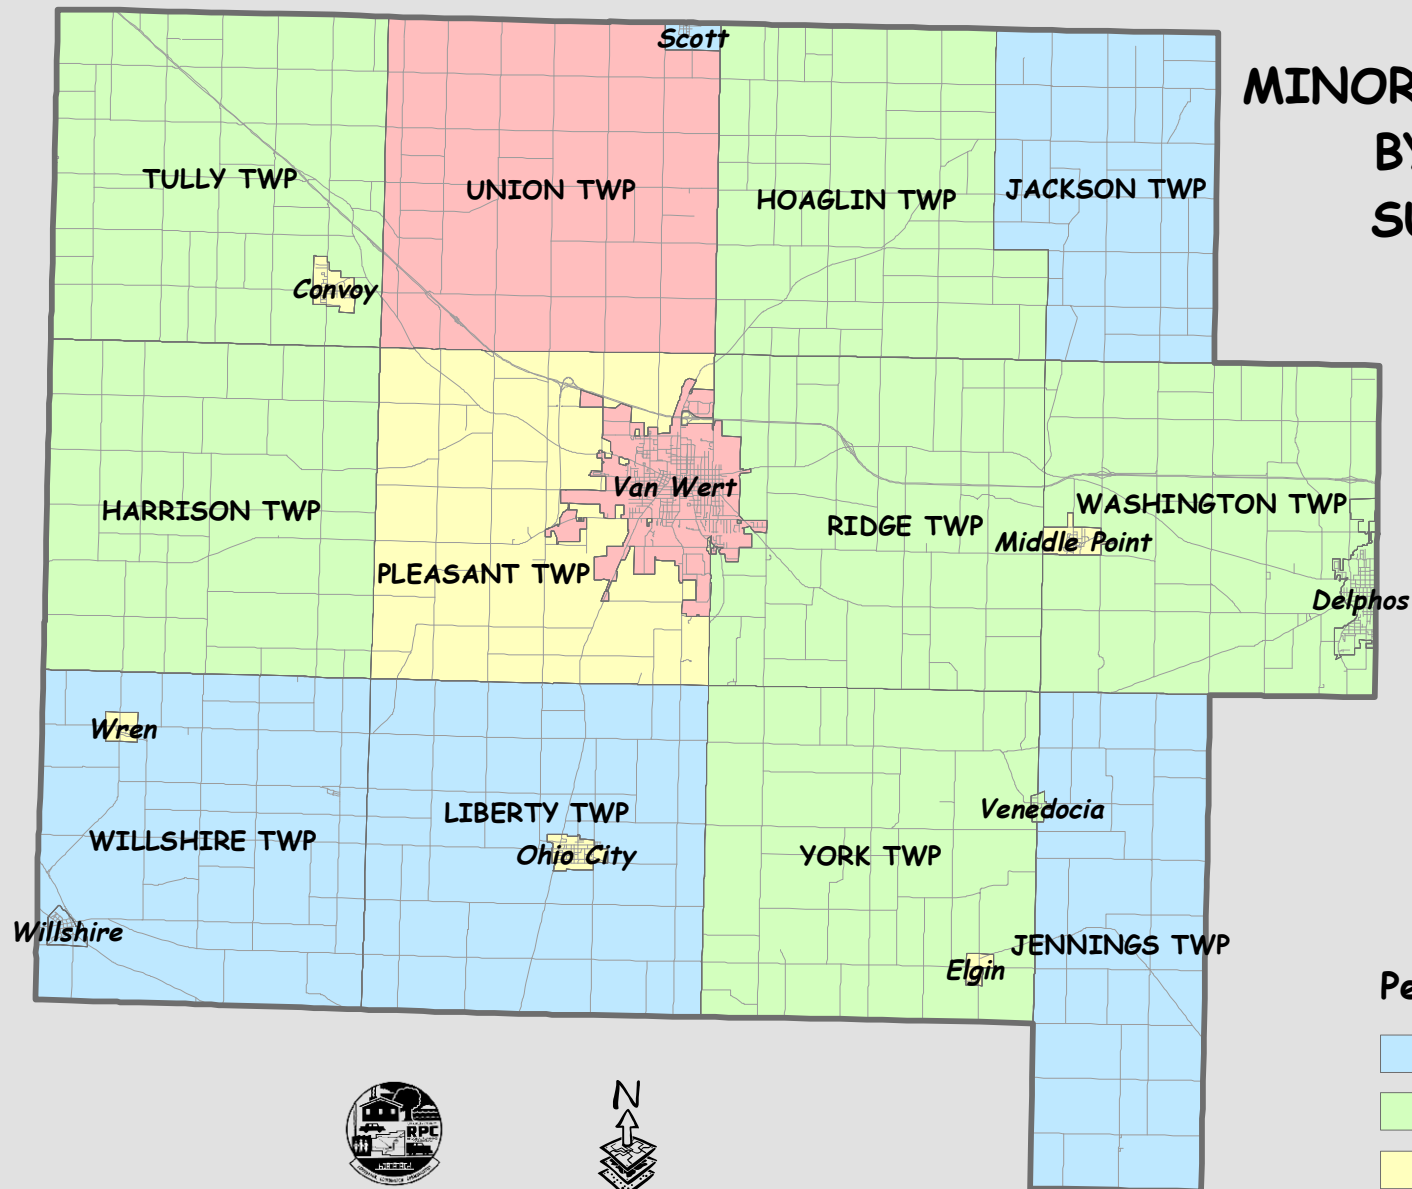 Scott
MINOR
BY
SU
TULLY TWP
UNION TWP
HOAGLIN TWP
JACKSON TWP
Convoy
Van Wert
HARRISON TWP
PLEASANT TWP
RIDGE TWP
WASHINGTON TWP
Middle Point
Delphos
Wren
WILLSHIRE TWP
LIBERTY TWP
Ohio City
YORK TWP
Venedocia
Willshire
JENNINGS TWP
Elgin
Pe
N
RPC